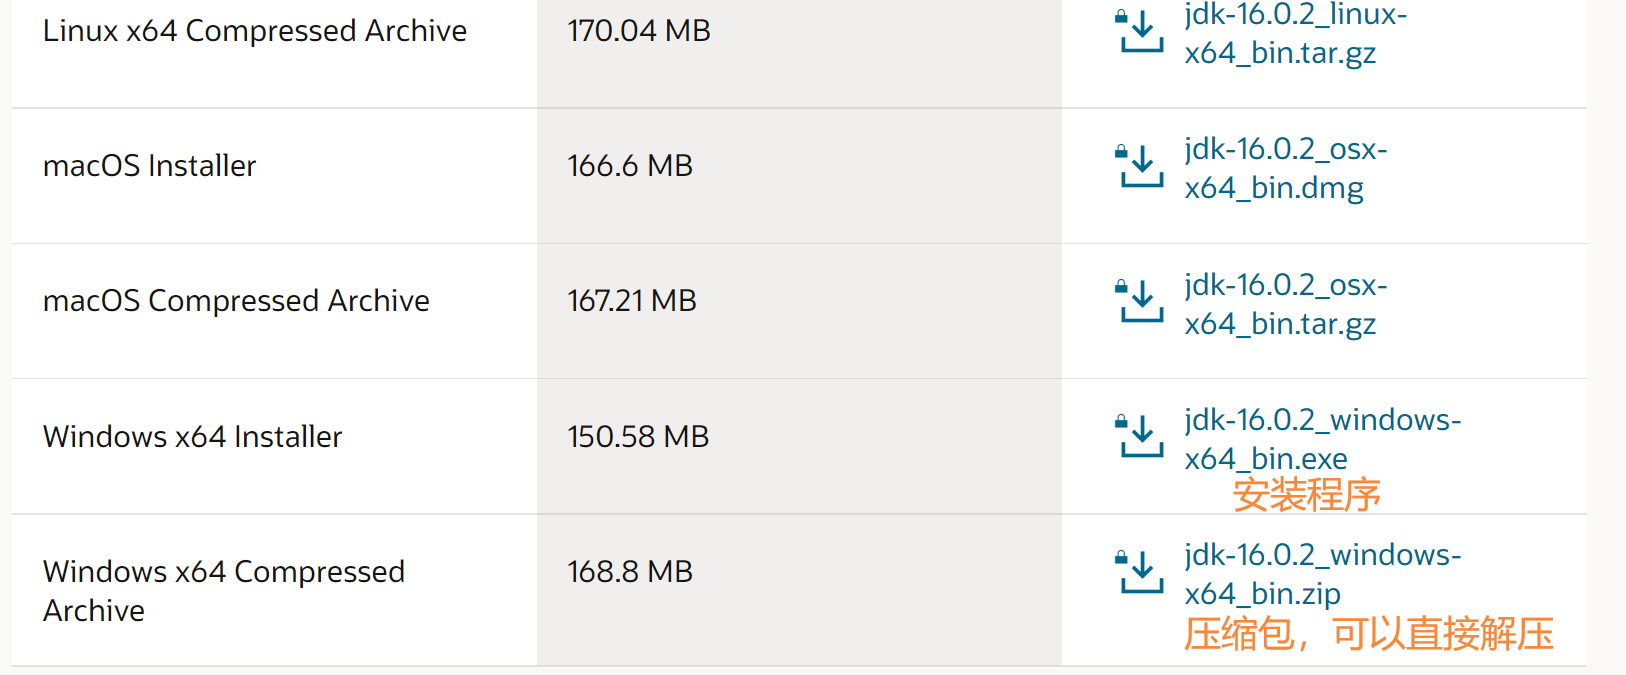 Linux x64 Compressed Archive
170.04 MB
jdk-16.0.2_linux-
x64_bin.tar.gz
macOS Installer
166.6 MB
jdk-16.0.2_osx-
x64_bin.dmg
macOS Compressed Archive
167.21 MB
jdk-16.0.2_osx-
x64_bin.tar.gz
Windows x64 Installer
150.58 MB
jdk-16.0.2_windows-
x64_bin.exe
安装程序
Windows x64 Compressed
Archive
168.8 MB
jdk-16.0.2_windows-
x64_bin.zip
压缩包，可以直接解压